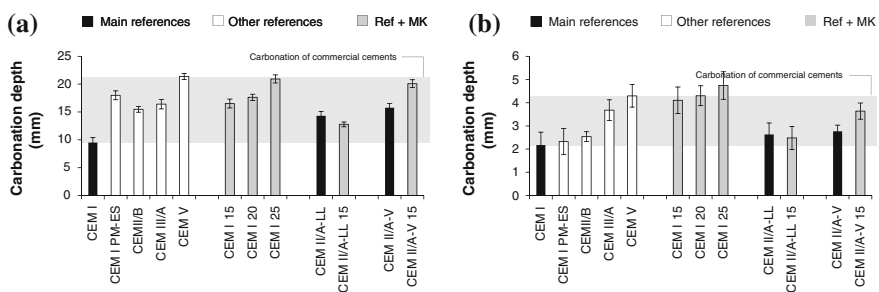 Main references Other references Ref + MK
(a)
Carbonation of commercial cements
Carbonation depth
(mm)
25
20
15
10
5
0
CEM I
CEM I PM-ES
CEMII/B
CEM III/A
CEM V
CEM I 15
CEM I 20
CEM I 25
CEM II/A-LL
CEM II/A-LL 15
CEM II/A-V
CEM II/A-V 15
Main references Other references Ref + MK
(b)
Carbonation of commercial cements
Carbonation depth
(mm)
6
5
4
3
2
1
0
CEM I
CEM I PM-ES
CEMII/B
CEM III/A
CEM V
CEM I 15
CEM I 20
CEM I 25
CEM II/A-LL
CEM II/A-LL 15
CEM II/A-V
CEM II/A-V 15